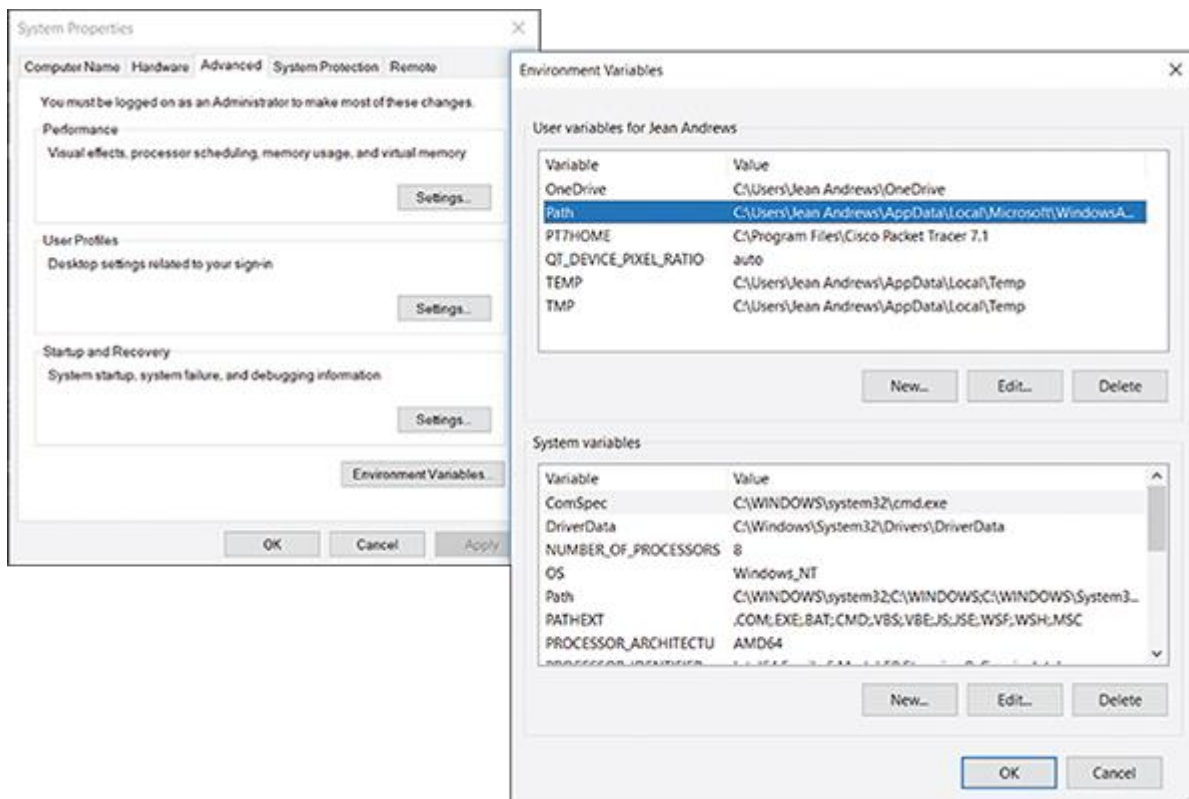 System Properties
Computer Name Hardware Advanced System Protection Remote
You must be logged on as an Administrator to make most of these changes.
Performance
Visual effects, processor scheduling, memory usage, and virtual memory
Settings...
User Profiles
Desktop settings related to your sign-in
Settings...
Startup and Recovery
System startup, system failure, and debugging information
Settings...
Environment Variables...
OK Cancel Apply
Environment Variables
User variables for Jean Andrews
Variable Value
OneDrive C:\Users\Jean Andrews\OneDrive
Path C:\Users\Jean Andrews\AppData\Local\Microsoft\WindowsA...
PT7HOME C:\Program Files\Cisco Packet Tracer 7.1
QT_DEVICE_PIXEL_RATIO auto
TEMP C:\Users\Jean Andrews\AppData\Local\Temp
TMP C:\Users\Jean Andrews\AppData\Local\Temp
New... Edit... Delete
System variables
Variable Value
ComSpec C:\WINDOWS\system32\cmd.exe
DriverData C:\Windows\System32\Drivers\DriverData
NUMBER_OF_PROCESSORS 8
OS Windows_NT
Path C:\WINDOWS\system32;C:\WINDOWS;C:\WINDOWS\System3...
PATHEXT .COM;.EXE;.BAT;.CMD;.VBS;.VBE;.JS;.JSE;.WSF;.WSH;.MSC
PROCESSOR_ARCHITECTU AMD64
New... Edit... Delete
OK Cancel